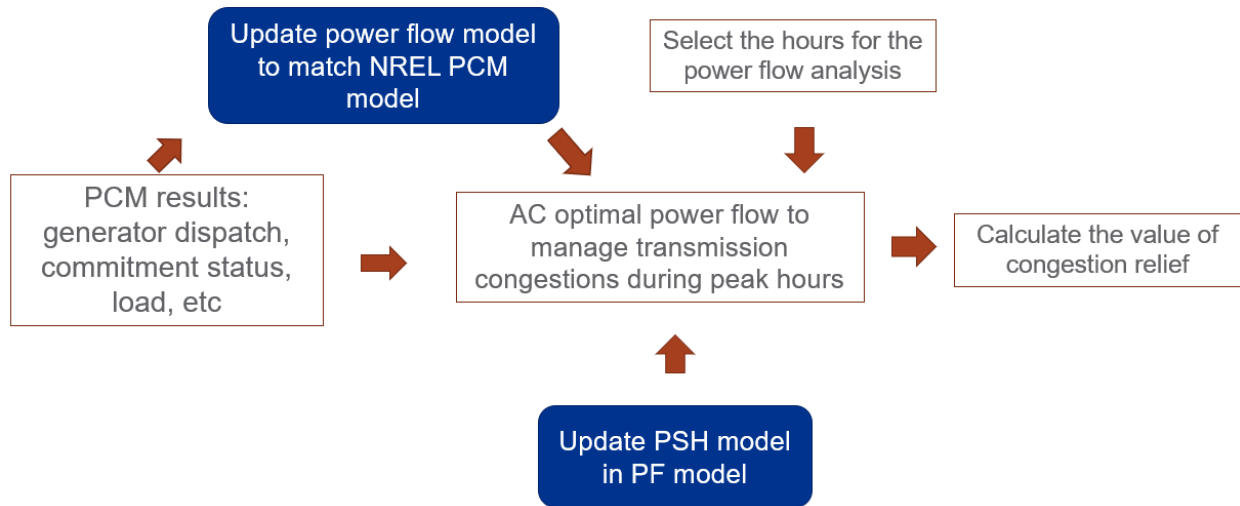 Update power flow model
to match NREL PCM
model
Select the hours for the
power flow analysis
PCM results:
generator dispatch,
commitment status,
load, etc
AC optimal power flow to
manage transmission
congestions during peak hours
Calculate the value of
congestion relief
Update PSH model
in PF model